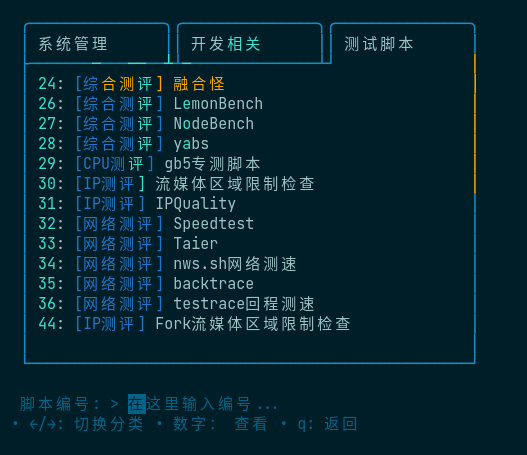 系统管理 开发相关 测试脚本
24: [综合测评] 融合怪
26: [综合测评] LemonBench
27: [综合测评] NodeBench
28: [综合测评] yabs
29: [CPU测评] gb5专测脚本
30: [IP测评] 流媒体区域限制检查
31: [IP测评] IPQuality
32: [网络测评] Speedtest
33: [网络测评] Taier
34: [网络测评] nws.sh网络测速
35: [网络测评] backtrace
36: [网络测评] testrace回程测速
44: [IP测评] Fork流媒体区域限制检查
脚本编号: > 在这里输入编号...
• ←/→: 切换分类 • 数字: 查看 • q: 返回